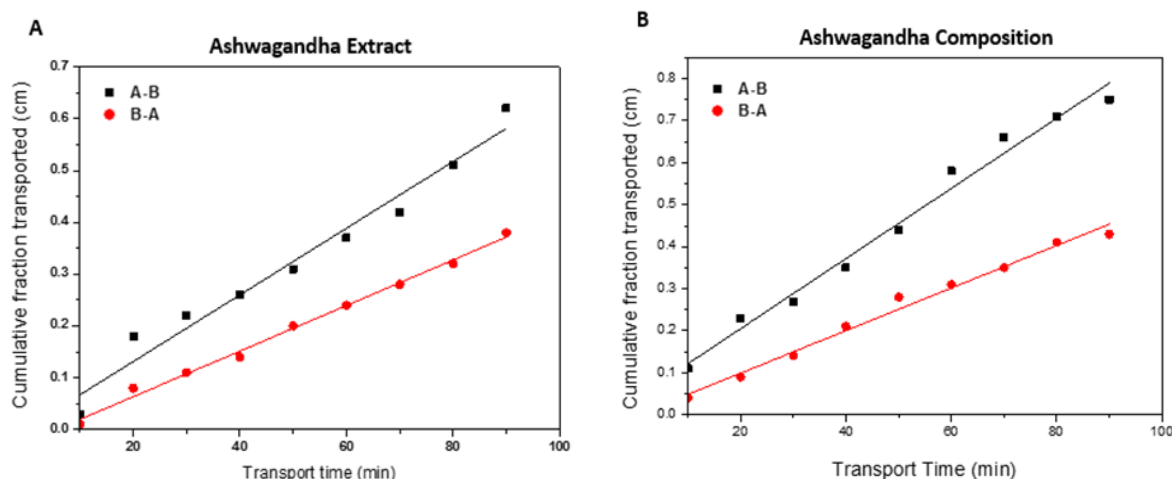 A
Ashwagandha Extract
0.7
0.6
0.5
0.4
0.3
0.2
0.1
0.0
A-B
B-A
Cumulative fraction transported (cm)
20
40
60
80
100
Transport time (min)
B
Ashwagandha Composition
0.8
0.7
0.6
0.5
0.4
0.3
0.2
0.1
0.0
A-B
B-A
Cumulative fraction transported (cm)
20
40
60
80
100
Transport Time (min)